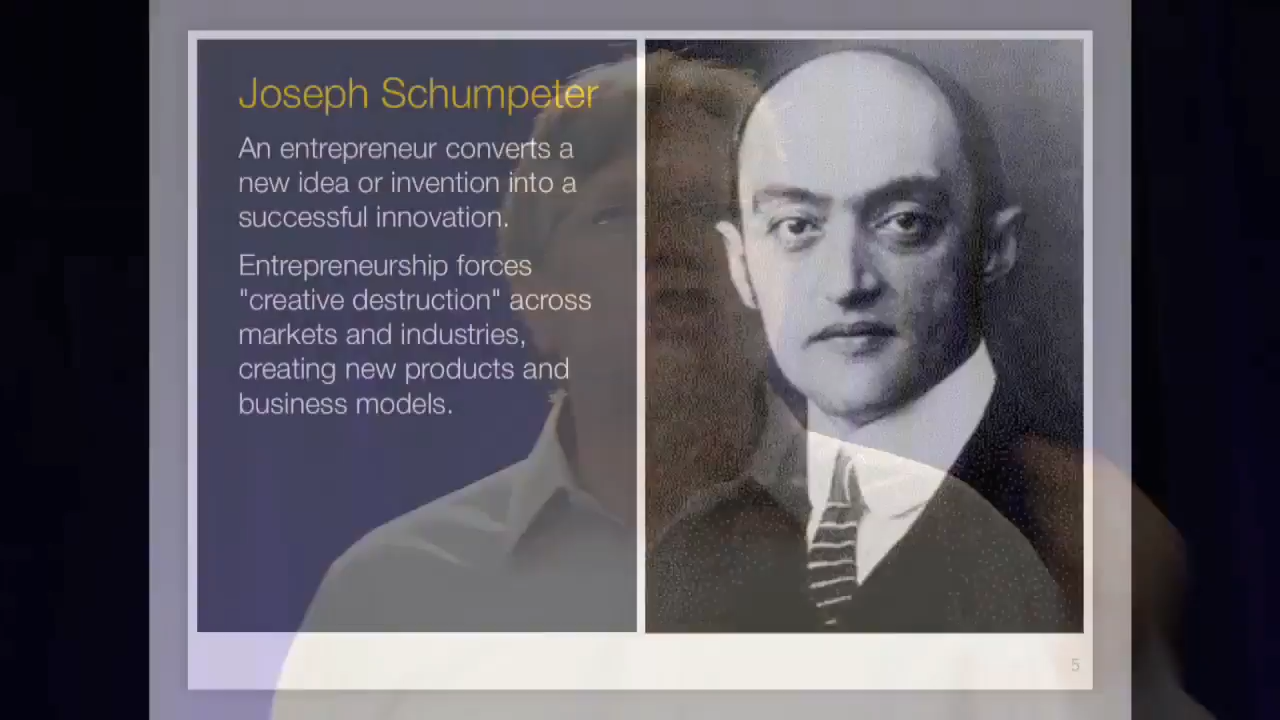 Joseph Schumpeter
An entrepreneur converts a
new idea or invention into a
successful innovation.
Entrepreneurship forces
"creative destruction" across
markets and industries,
creating new products and
business models.
5